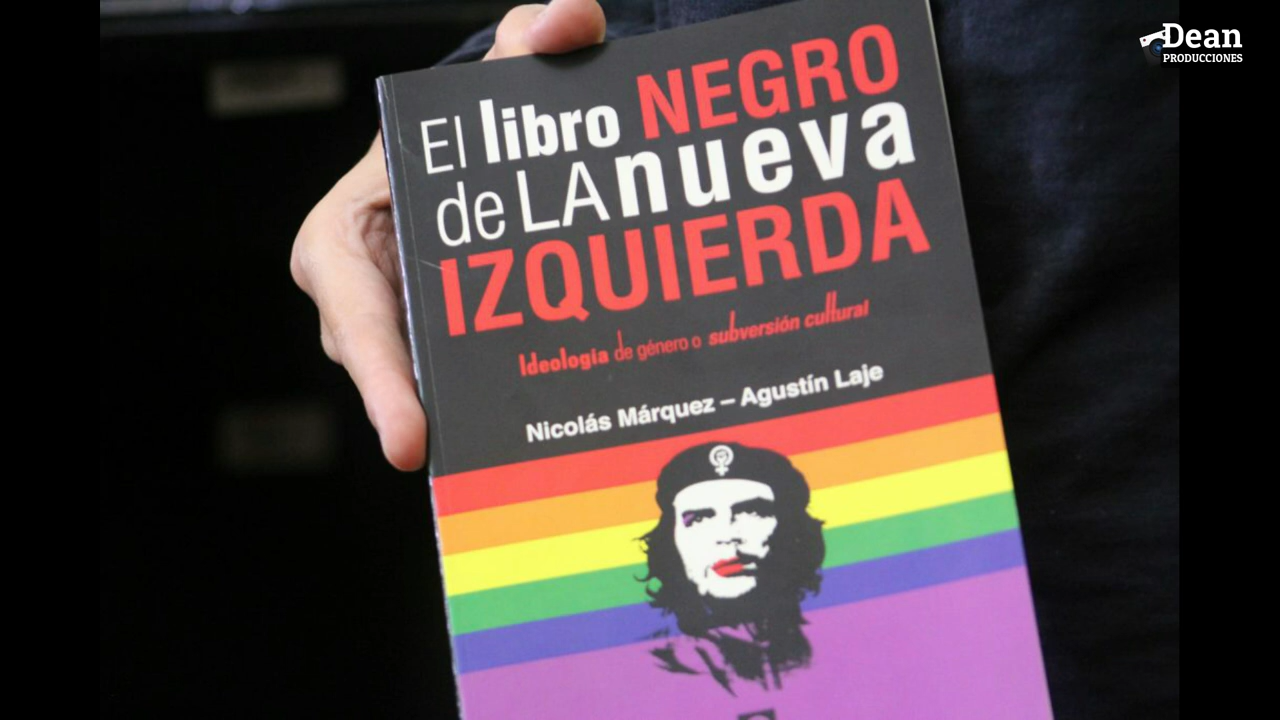 Dean
PRODUCCIONES
El libro NEGRO
de LA nueva
IZQUIERDA
Ideología de género o subversión cultural
Nicolás Márquez – Agustín Laje